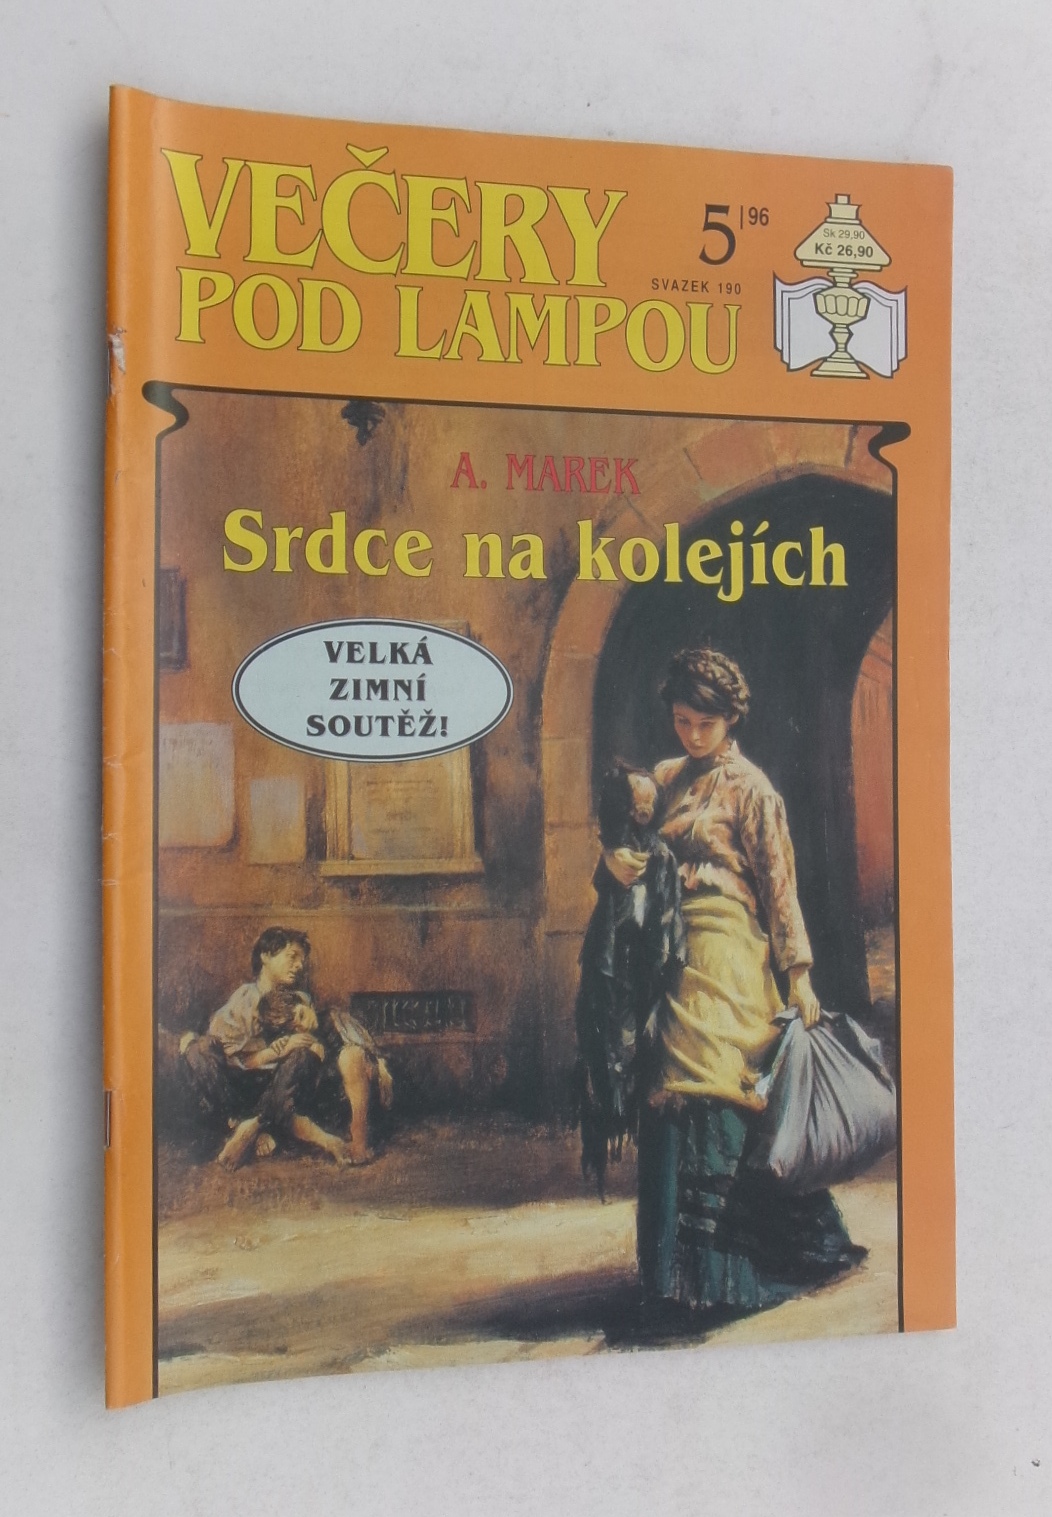 VEČERY
POD LAMPOU
5 | 96
SVAZEK 190
Sk 29,90
Kč 26,90
A. MAREK
Srdce na kolejích
VELKÁ
ZIMNÍ
SOUTĚŽ!